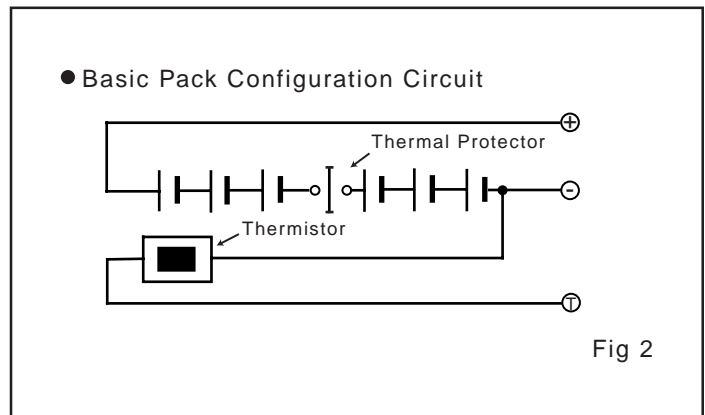 ● Basic Pack Configuration Circuit
+
Thermal Protector
-
Thermistor
T
Fig 2